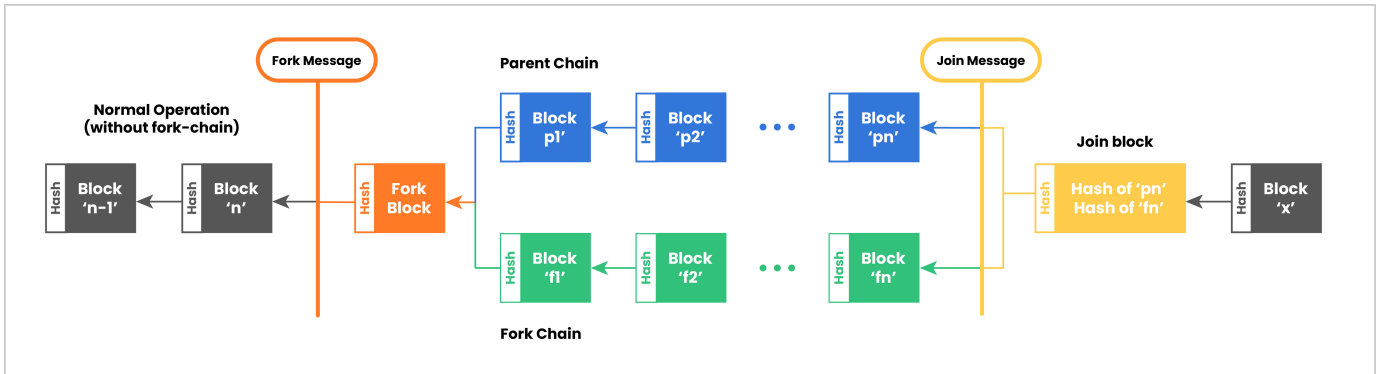 Fork Message
Join Message
Parent Chain
Normal Operation
(without fork-chain)
Hash
Block
‘n-1’
Hash
Block
‘n’
Hash
Fork
Block
Hash
Block
p1’
Hash
Block
‘p2’
Hash
Block
‘pn’
Hash
Block
‘f1’
Hash
Block
‘f2’
Hash
Block
‘fn’
Fork Chain
Join block
Hash
Hash of ‘pn’
Hash of ‘fn’
Hash
Block
‘x’